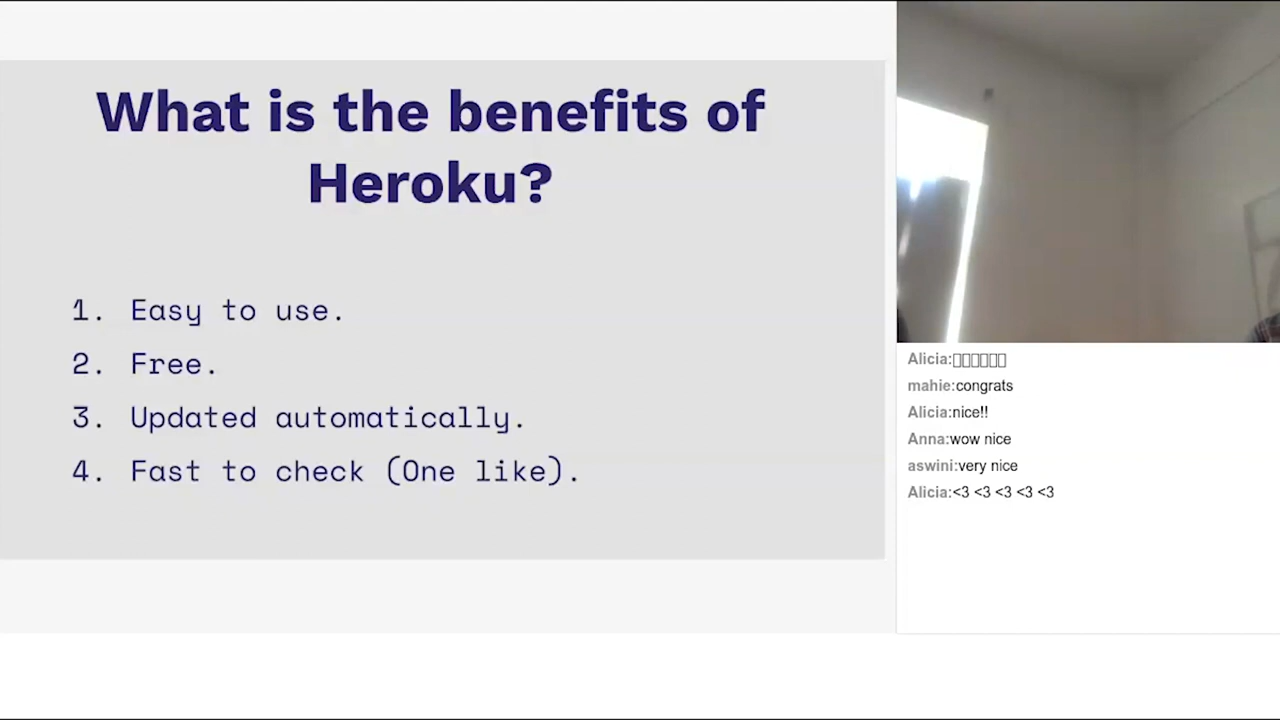 What is the benefits of
Heroku?
1. Easy to use.
2. Free.
3. Updated automatically.
4. Fast to check (One like).
Alicia:
mahie:congrats
Alicia:nice!!
Anna:wow nice
aswini:very nice
Alicia:<3 <3 <3 <3 <3